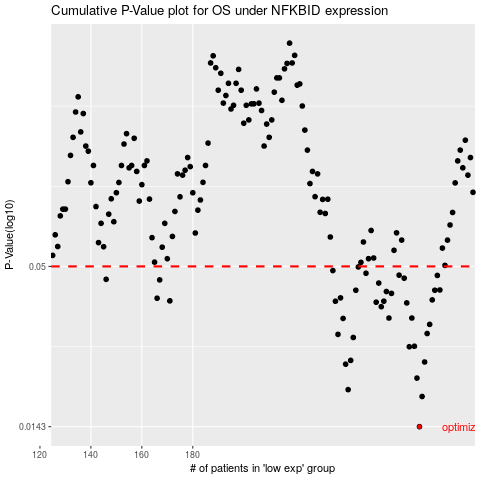 Cumulative P-Value plot for OS under NFKBID expression
P-Value(log10)
0.05
0.0143
optimiz
120 140 160 180
# of patients in 'low exp' group